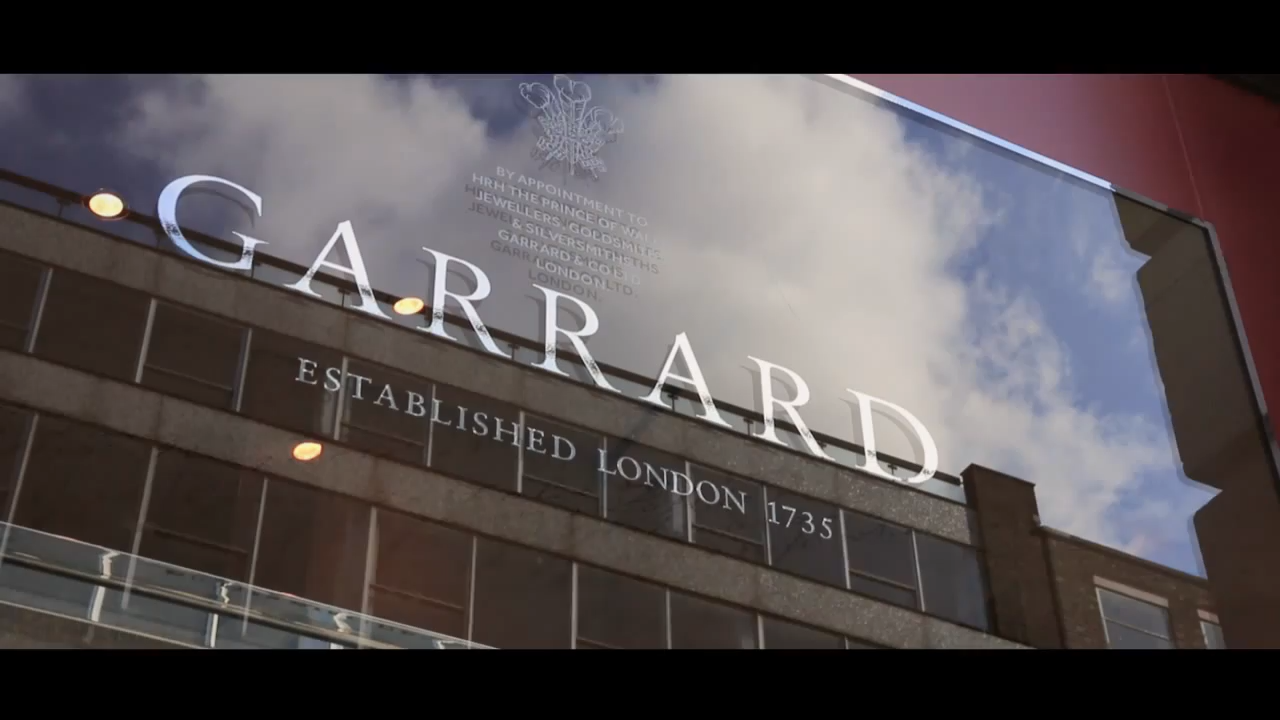 BY APPOINTMENT TO
HRH THE PRINCE OF WALES
JEWELLERS, GOLDSMITHS
& SILVERSMITHS
GARRARD & CO LTD.
LONDON.
GARRARD
ESTABLISHED LONDON 1735